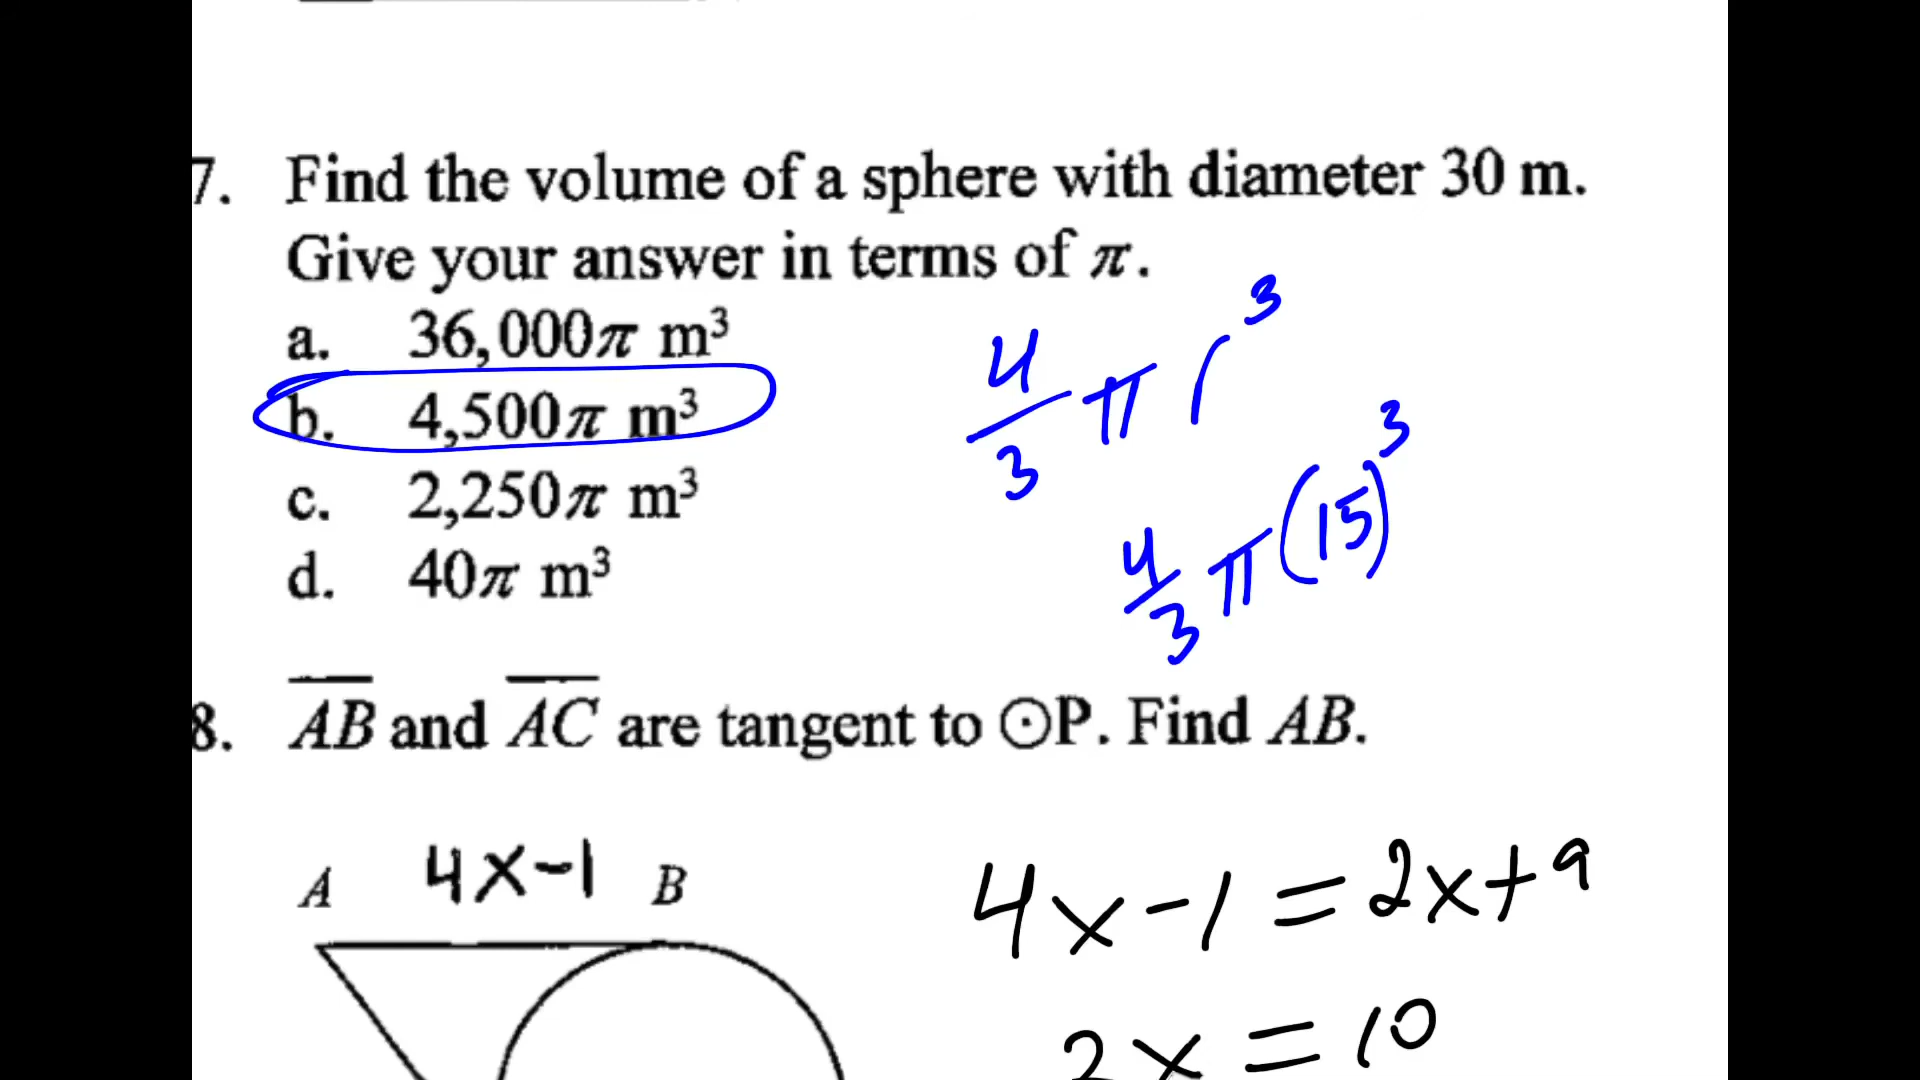 7. Find the volume of a sphere with diameter 30 m.
Give your answer in terms of π.
a. 36,000π m³
b. 4,500π m³
c. 2,250π m³
d. 40π m³
4/3 π r³
4/3 π (15)³
8. AB and AC are tangent to ⊙P. Find AB.
A 4x-1 B
4x-1=2x+9
2x=10